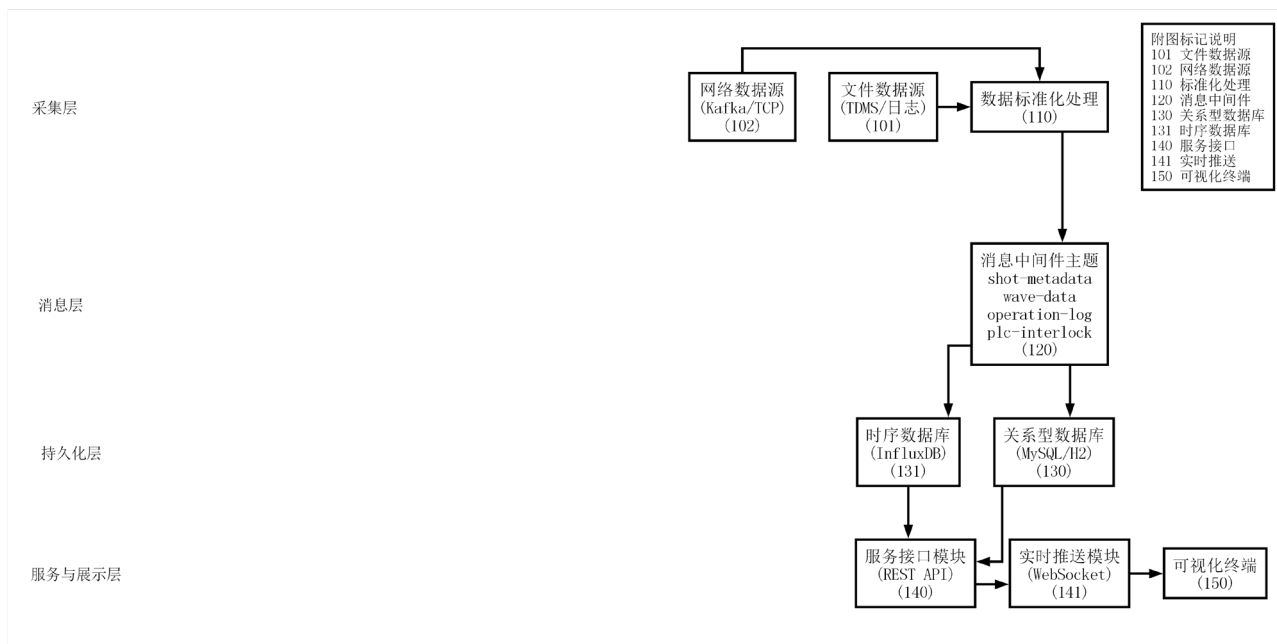 采集层
网络数据源
(Kafka/TCP)
(102)
文件数据源
(TDMS/日志)
(101)
数据标准化处理
(110)
附图标记说明
101 文件数据源
102 网络数据源
110 标准化处理
120 消息中间件
130 关系型数据库
131 时序数据库
140 服务接口
141 实时推送
150 可视化终端
消息层
消息中间件主题
shot-metadata
wave-data
operation-log
plc-interlock
(120)
持久化层
时序数据库
(InfluxDB)
(131)
关系型数据库
(MySQL/H2)
(130)
服务与展示层
服务接口模块
(REST API)
(140)
实时推送模块
(WebSocket)
(141)
可视化终端
(150)